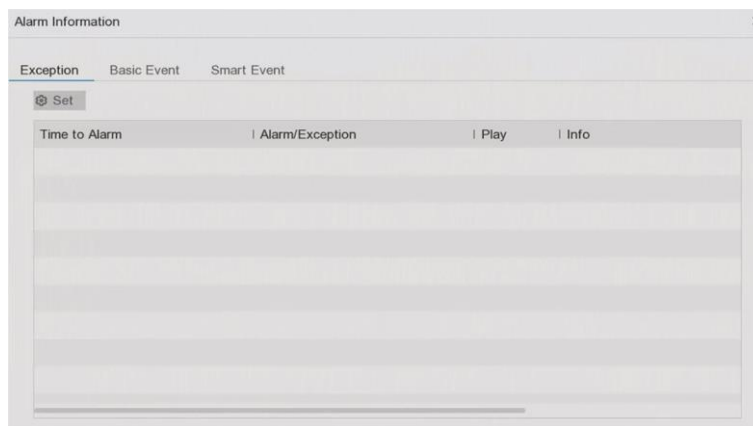 Alarm Information
Exception Basic Event Smart Event
Set
Time to Alarm Alarm/Exception Play Info